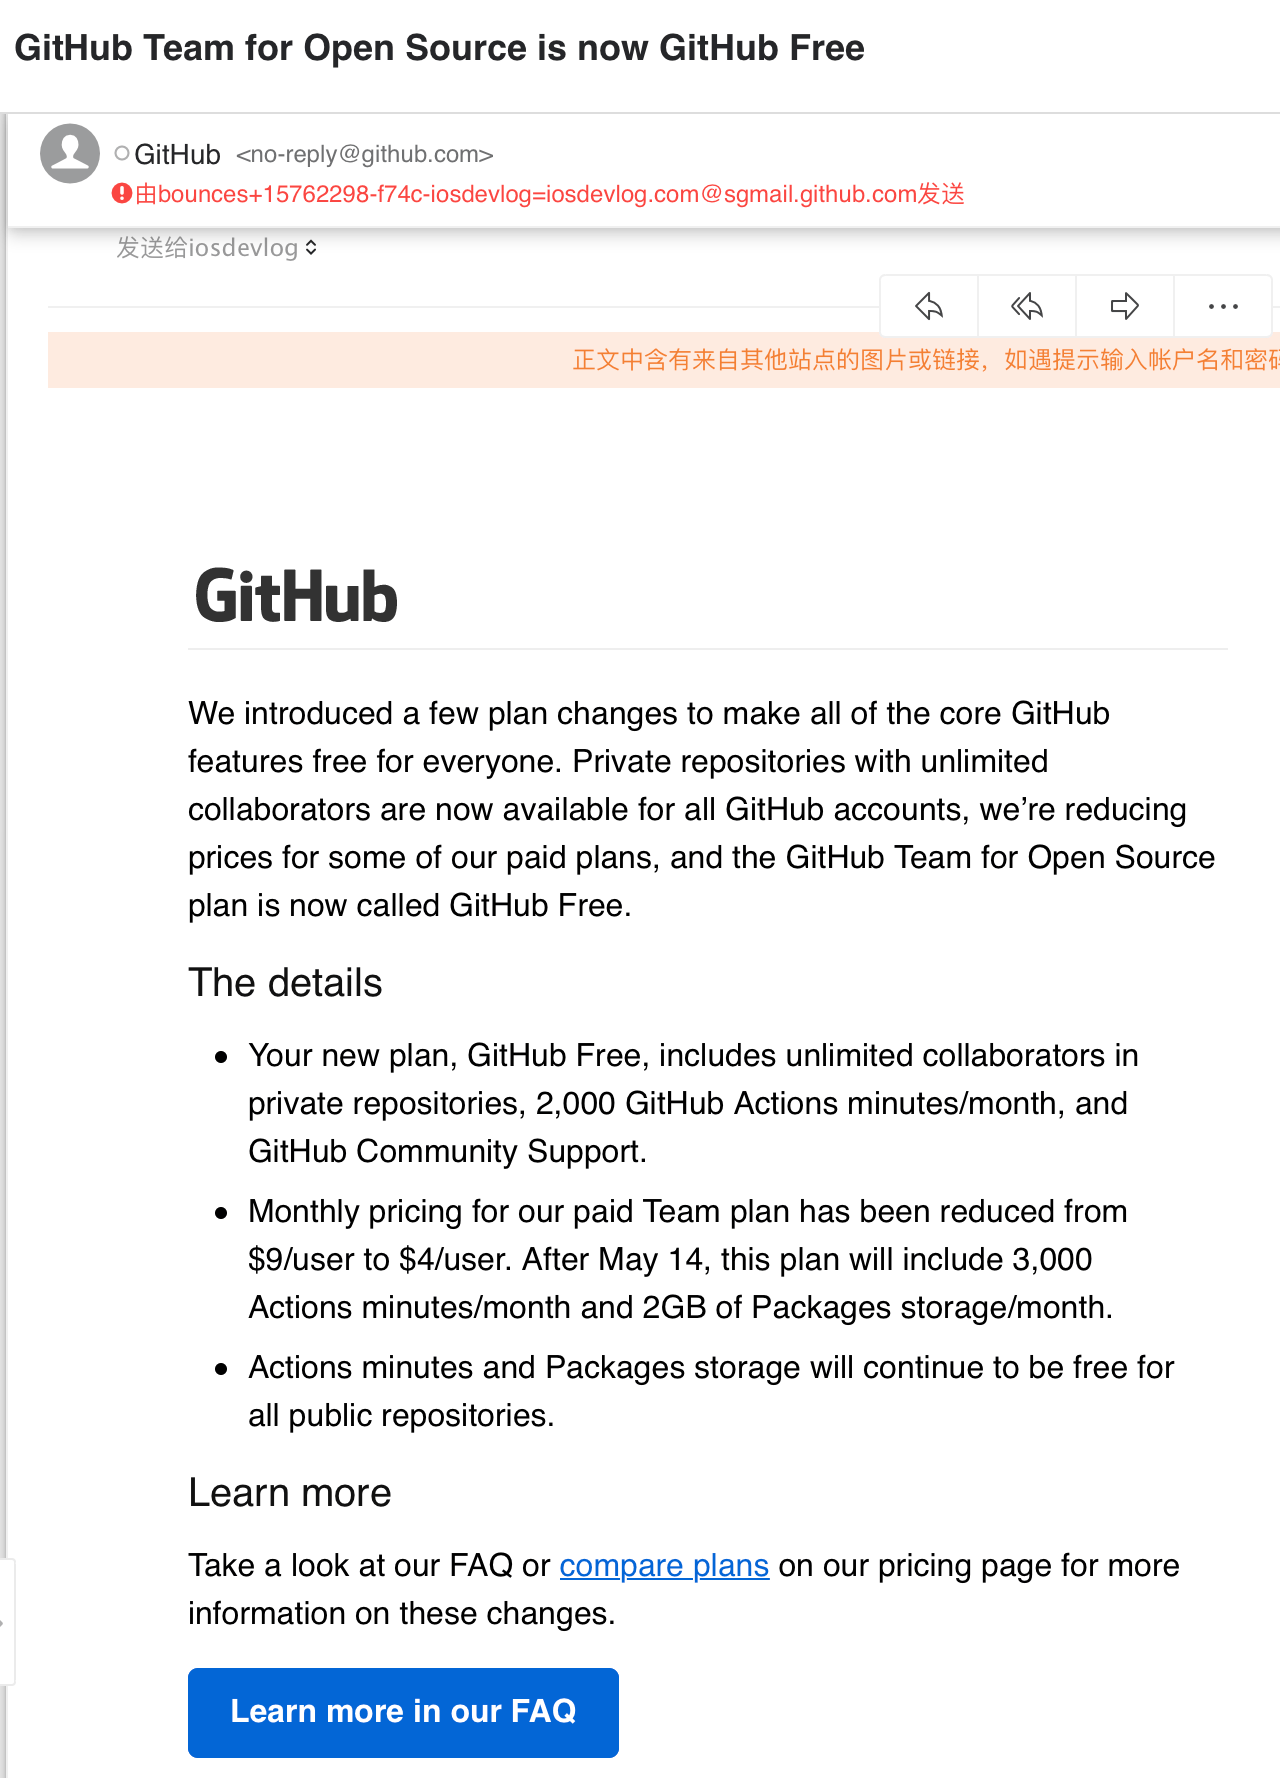 GitHub Team for Open Source is now GitHub Free
GitHub <no-reply@github.com>
由bounces+15762298-f74c-iosdevlog=iosdevlog.com@sgmail.github.com发送
发送给iosdevlog
正文中含有来自其他站点的图片或链接，如遇提示输入帐户名和密码
GitHub
We introduced a few plan changes to make all of the core GitHub
features free for everyone. Private repositories with unlimited
collaborators are now available for all GitHub accounts, we’re reducing
prices for some of our paid plans, and the GitHub Team for Open Source
plan is now called GitHub Free.
The details
• Your new plan, GitHub Free, includes unlimited collaborators in
private repositories, 2,000 GitHub Actions minutes/month, and
GitHub Community Support.
• Monthly pricing for our paid Team plan has been reduced from
$9/user to $4/user. After May 14, this plan will include 3,000
Actions minutes/month and 2GB of Packages storage/month.
• Actions minutes and Packages storage will continue to be free for
all public repositories.
Learn more
Take a look at our FAQ or compare plans on our pricing page for more
information on these changes.
Learn more in our FAQ